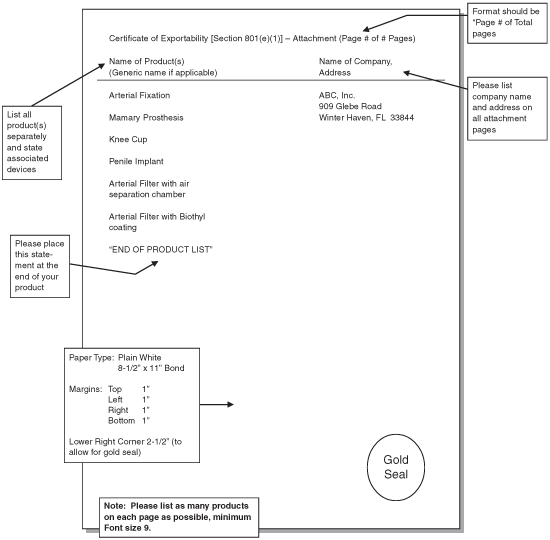 Format should be
"Page # of Total
pages
Certificate of Exportability [Section 801(e)(1)] – Attachment (Page # of # Pages)
Name of Product(s)
(Generic name if applicable)
Name of Company,
Address
Please list
company name
and address on
all attachment
pages
List all
product(s)
separately
and state
associated
devices
Arterial Fixation
Mamary Prosthesis
Knee Cup
Penile Implant
Arterial Filter with air
separation chamber
Arterial Filter with Biothyl
coating
"END OF PRODUCT LIST"
ABC, Inc.
909 Glebe Road
Winter Haven, FL  33844
Please place
this state-
ment at the
end of your
product
Paper Type:  Plain White
8-1/2" x 11" Bond
Margins:  Top  1"
Left  1"
Right  1"
Bottom  1"
Lower Right Corner 2-1/2" (to
allow for gold seal)
Gold
Seal
Note:  Please list as many products
on each page as possible, minimum
Font size 9.